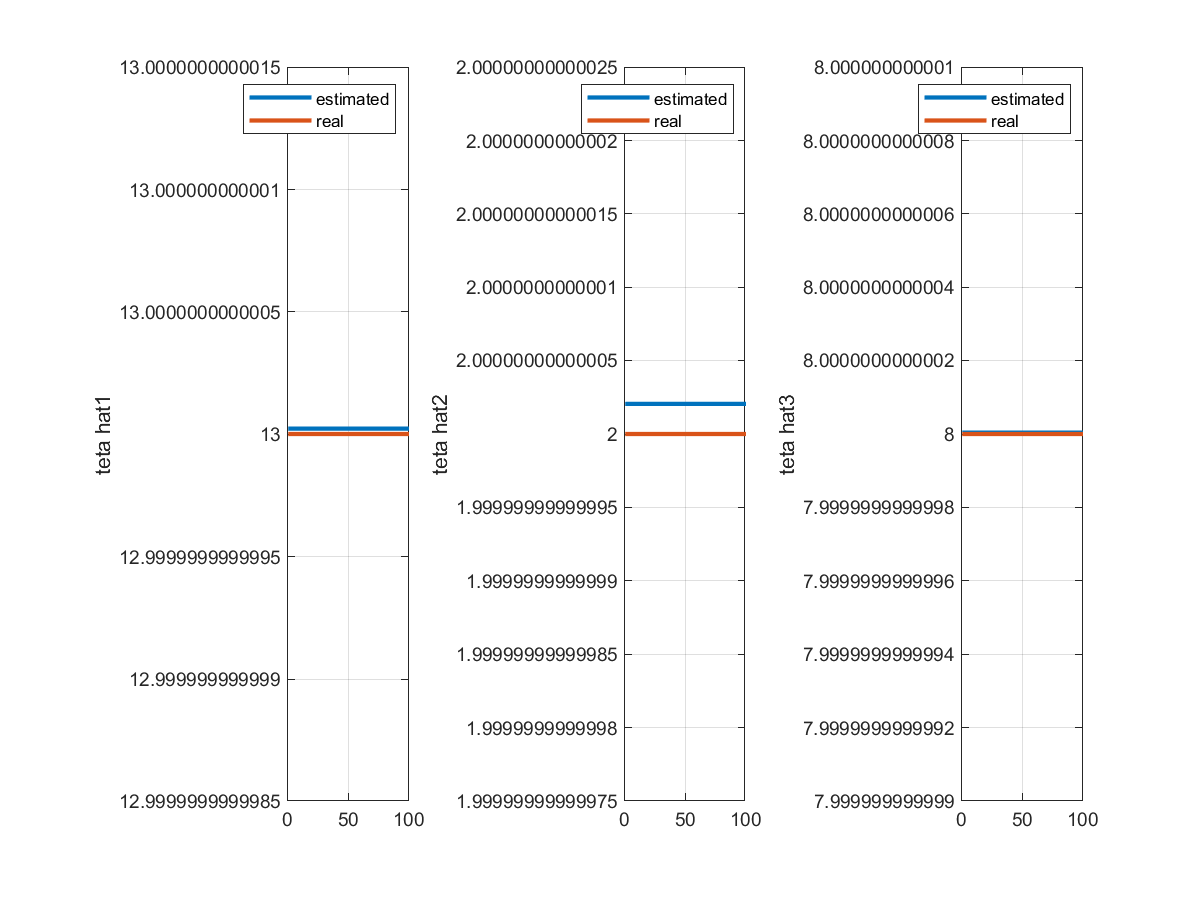 13.0000000000015
estimated
real
13.000000000001
13.0000000000005
13
12.9999999999995
12.999999999999
12.9999999999985
teta hat1
0 50 100
2.00000000000025
estimated
real
2.0000000000002
2.00000000000015
2.0000000000001
2.00000000000005
2
1.99999999999995
1.9999999999999
1.99999999999985
1.9999999999998
1.99999999999975
teta hat2
0 50 100
8.000000000001
estimated
real
8.0000000000008
8.0000000000006
8.0000000000004
8.0000000000002
8
7.9999999999998
7.9999999999996
7.9999999999994
7.9999999999992
7.999999999999
teta hat3
0 50 100